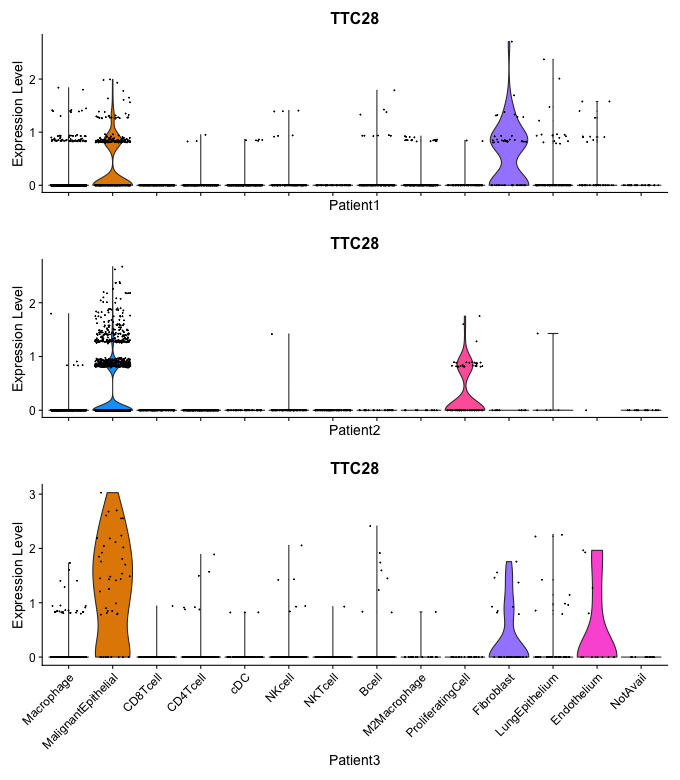 TTC28
Expression Level
2
1
0
Patient1
TTC28
Expression Level
2
1
0
Patient2
TTC28
Expression Level
3
2
1
0
Macrophage
MalignantEpithelial
CD8Tcell
CD4Tcell
cDC
NKcell
NKTcell
Bcell
M2Macrophage
ProliferatingCell
Fibroblast
LungEpithelium
Endothelium
NotAvail
Patient3